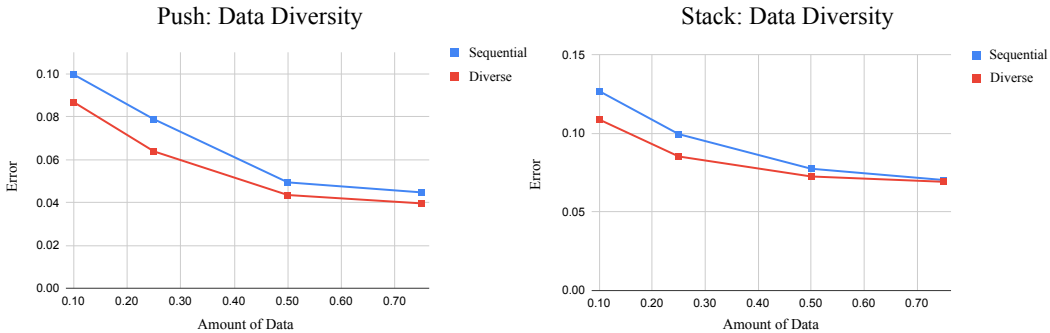 Push: Data Diversity
Sequential
Diverse
Error
0.10
0.08
0.06
0.04
0.02
0.00
0.10 0.20 0.30 0.40 0.50 0.60 0.70
Amount of Data
Stack: Data Diversity
Sequential
Diverse
Error
0.15
0.10
0.05
0.00
0.10 0.20 0.30 0.40 0.50 0.60 0.70
Amount of Data